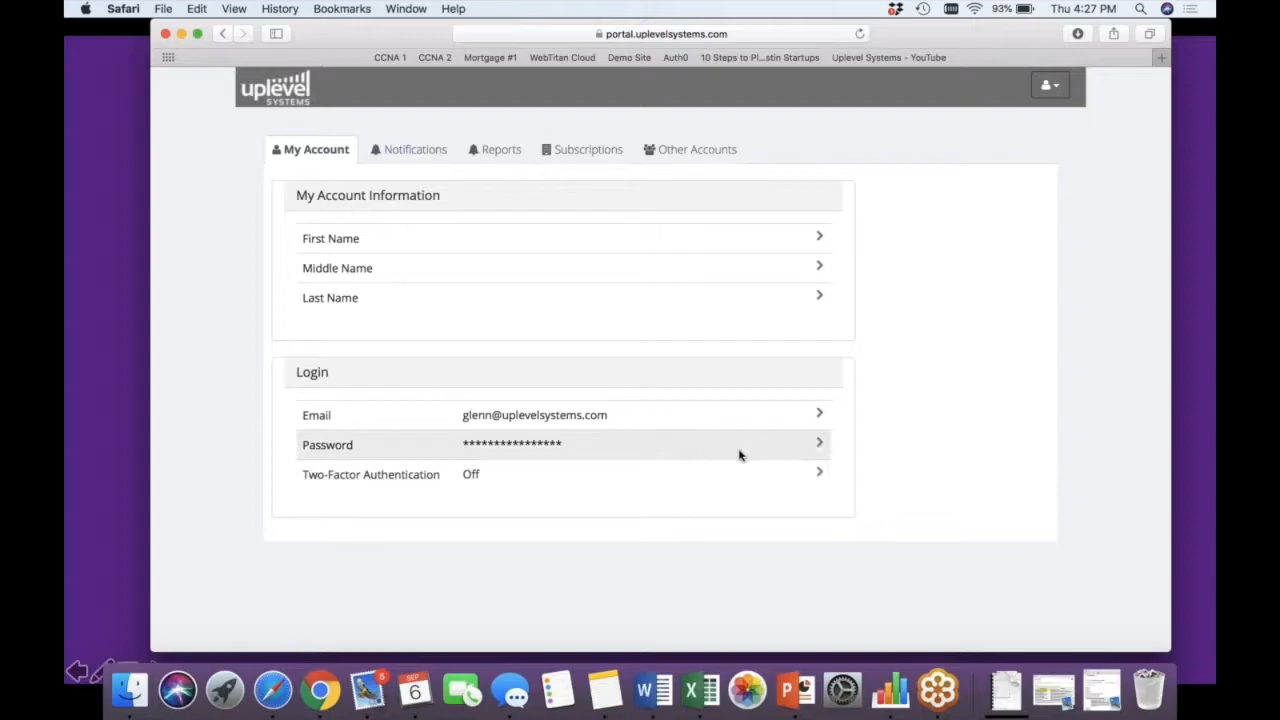 Safari File Edit View History Bookmarks Window Help 93% Thu 4:27 PM
portal.uplevelsystems.com
CCNA 1 CCNA 2 Mortgage #1 WebTitan Cloud Demo Site Auth0 10 Steps to Pl...stin Startups Uplevel Systems - YouTube
uplevel
SYSTEMS
My Account Notifications Reports Subscriptions Other Accounts
My Account Information
First Name
Middle Name
Last Name
Login
Email glenn@uplevelsystems.com
Password ****************
Two-Factor Authentication Off
5
SEP
6
W X P